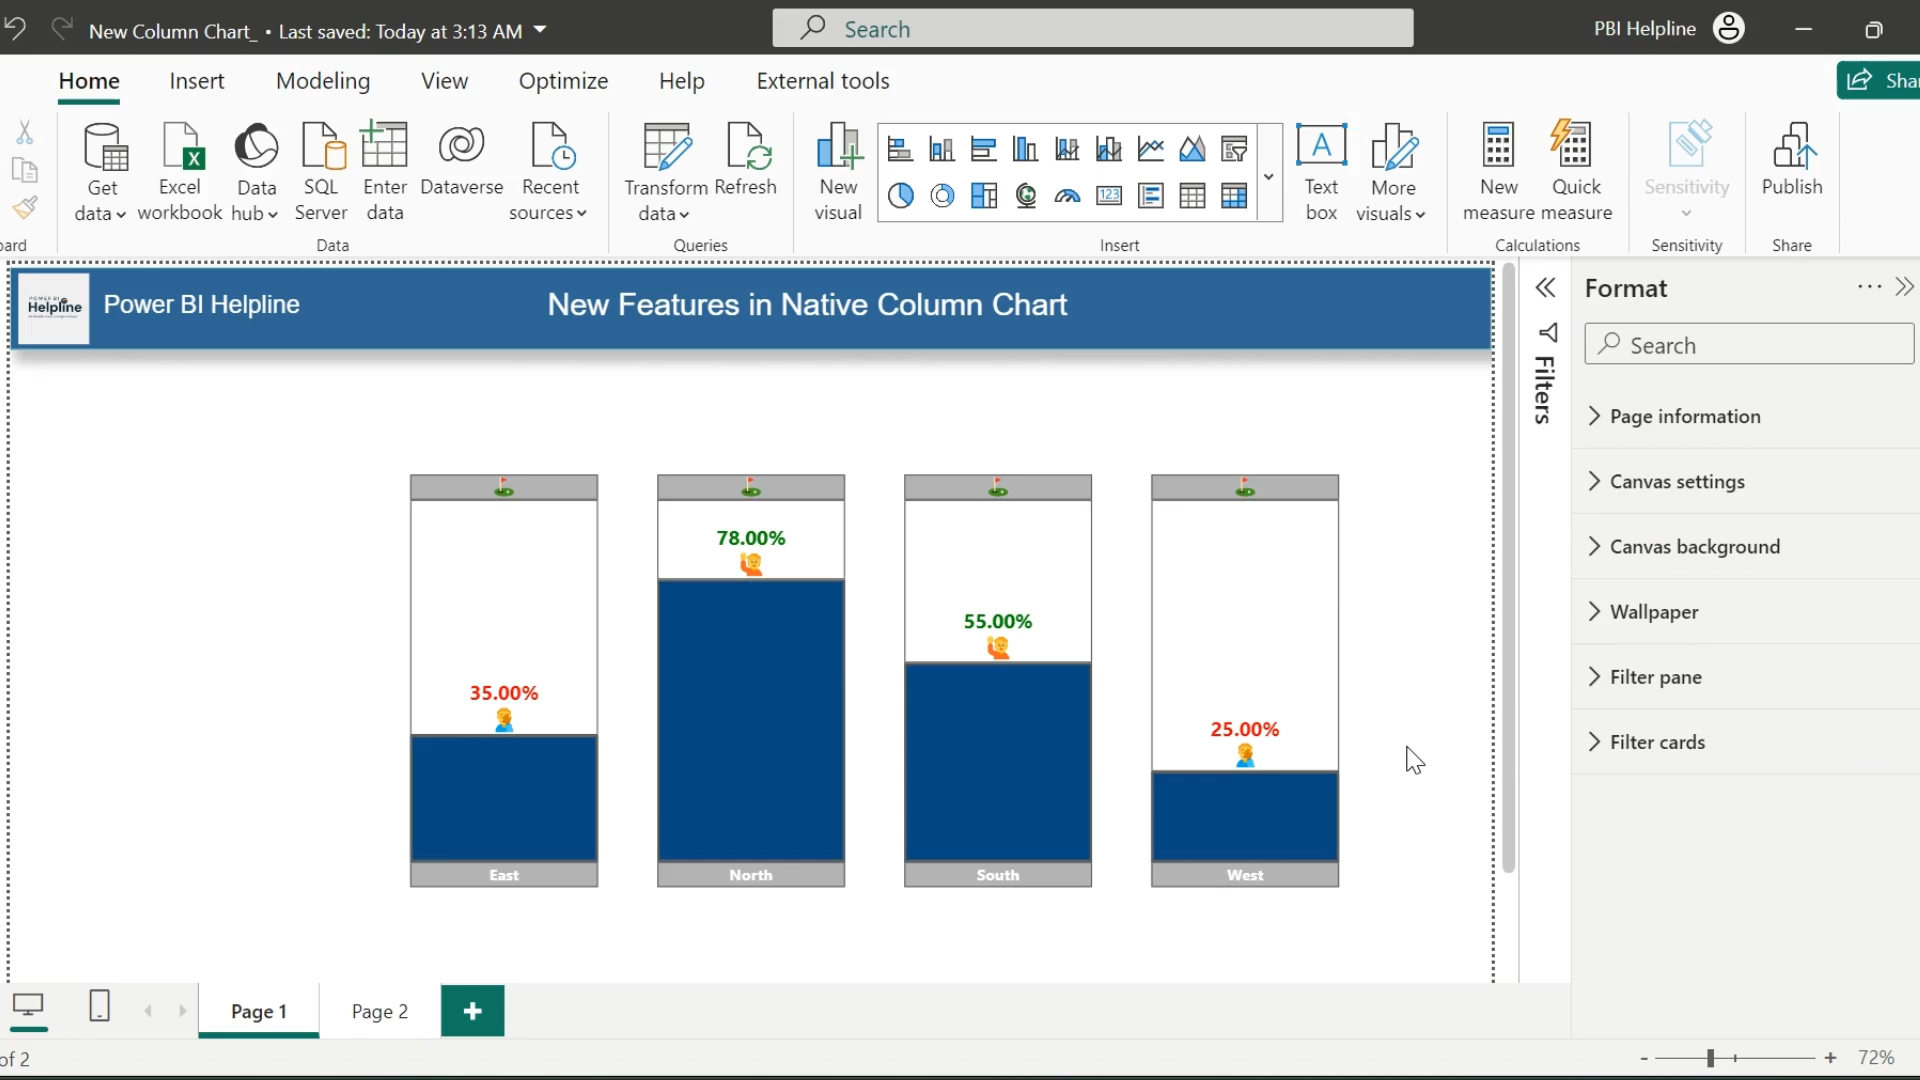 New Column Chart_ • Last saved: Today at 3:13 AM
Search
PBI Helpline
Home Insert Modeling View Optimize Help External tools
Shar
Get data
Excel workbook
Data hub
SQL Server
Enter data
Dataverse
Recent sources
Transform data
Refresh
New visual
A
123
Text box
More visuals
New measure
Quick measure
Sensitivity
Publish
oard
Data
Queries
Insert
Calculations
Sensitivity
Share
POWER BI
Helpline
Power BI Helpline
New Features in Native Column Chart
Filters
Format
Search
Page information
Canvas settings
Canvas background
Wallpaper
Filter pane
Filter cards
78.00%
55.00%
35.00%
25.00%
East
North
South
West
Page 1
Page 2
of 2
72%